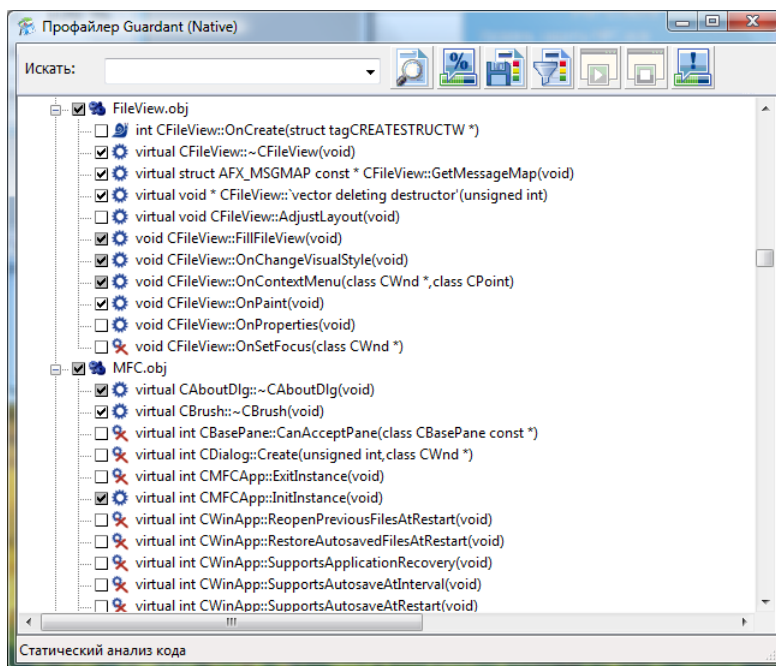 Профайлер Guardant (Native)
Искать:
FileView.obj
int CFileView::OnCreate(struct tagCREATESTRUCTW *)
virtual CFileView::~CFileView(void)
virtual struct AFX_MSGMAP const * CFileView::GetMessageMap(void)
virtual void * CFileView::`vector deleting destructor'(unsigned int)
virtual void CFileView::AdjustLayout(void)
void CFileView::FillFileView(void)
void CFileView::OnChangeVisualStyle(void)
void CFileView::OnContextMenu(class CWnd *,class CPoint)
void CFileView::OnPaint(void)
void CFileView::OnProperties(void)
void CFileView::OnSetFocus(class CWnd *)
MFC.obj
virtual CAboutDlg::~CAboutDlg(void)
virtual CBrush::~CBrush(void)
virtual int CBasePane::CanAcceptPane(class CBasePane const *)
virtual int CDialog::Create(unsigned int,class CWnd *)
virtual int CMFCApp::ExitInstance(void)
virtual int CMFCApp::InitInstance(void)
virtual int CWinApp::ReopenPreviousFilesAtRestart(void)
virtual int CWinApp::RestoreAutosavedFilesAtRestart(void)
virtual int CWinApp::SupportsApplicationRecovery(void)
virtual int CWinApp::SupportsAutosaveAtInterval(void)
virtual int CWinApp::SupportsAutosaveAtRestart(void)
Статический анализ кода